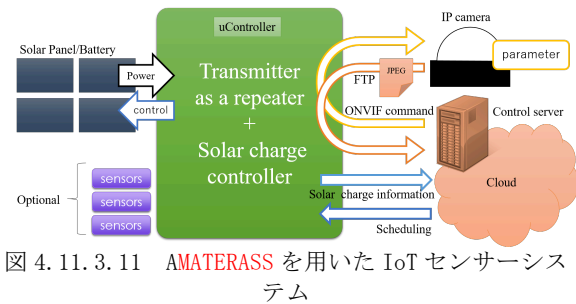 uController
IP camera
Solar Panel/Battery
parameter
Power
Transmitter
as a repeater
+
Solar charge
controller
JPEG
FTP
control
ONVIF command
Control server
sensors
Optional
sensors
sensors
Cloud
Solar charge information
Scheduling
図 4.11.3.11 AMATERASS を用いた IoT センサーシス
テム